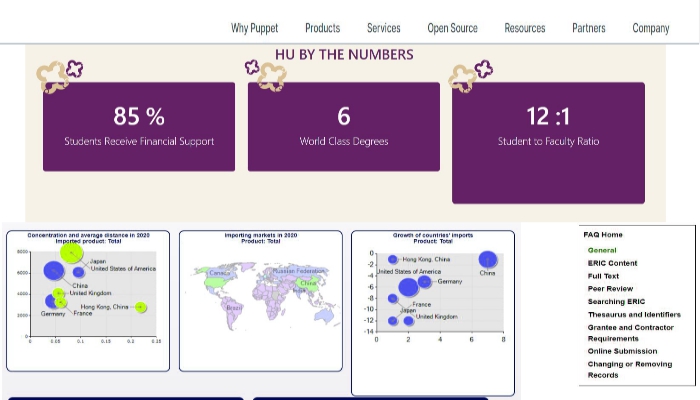 Why Puppet Products Services Open Source Resources Partners Company
HU BY THE NUMBERS
85 %
Students Receive Financial Support
6
World Class Degrees
12 :1
Student to Faculty Ratio
Concentration and average distance in 2020
Imported product: Total
8000
6000
4000
2000
0
0 0.05 0.1 0.15 0.2 0.25
Japan
United States of America
China
United Kingdom
Hong Kong, China
Germany
France
Importing markets in 2020
Product: Total
Canada
Russian Federation
China
India
Brazil
Growth of countries' imports
Product: Total
0
-2
-4
-6
-8
-10
-12
-14
0 2 4 6 8
Hong Kong, China
China
United States of America
Germany
France
Japan
United Kingdom
FAQ Home
General
ERIC Content
Full Text
Peer Review
Searching ERIC
Thesaurus and Identifiers
Grantee and Contractor
Requirements
Online Submission
Changing or Removing
Records